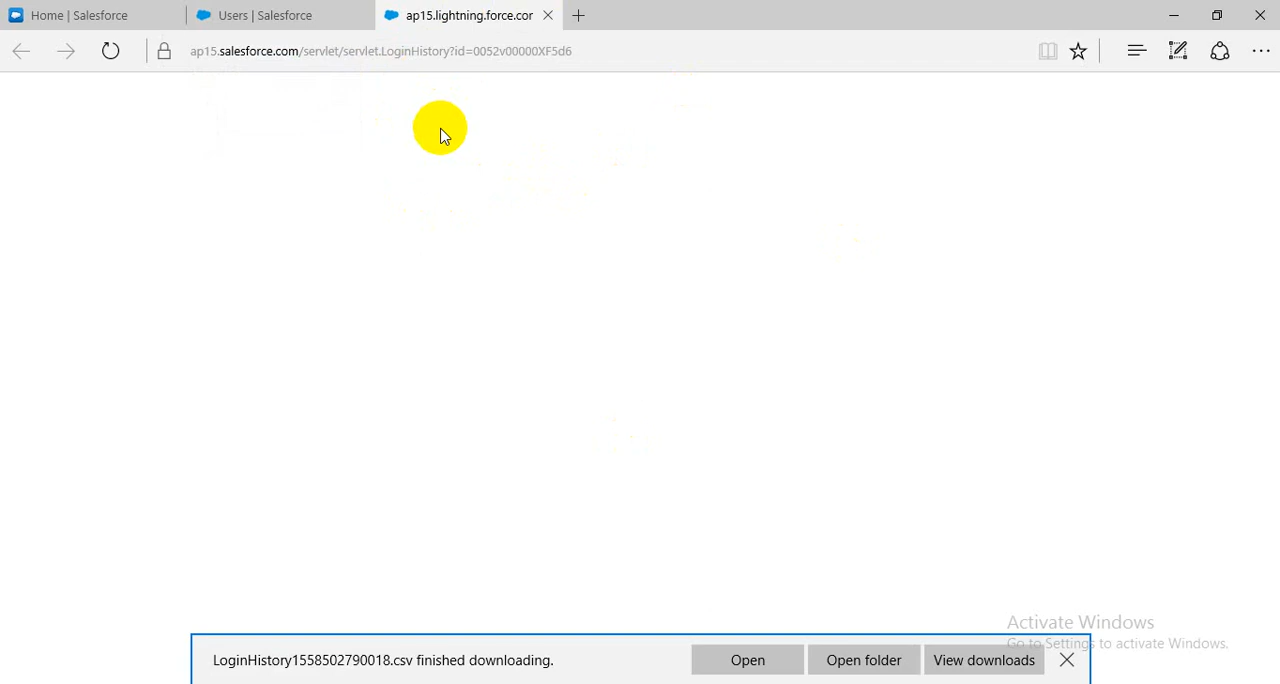 Home | Salesforce
Users | Salesforce
ap15.lightning.force.cor
ap15.salesforce.com/servlet/servlet.LoginHistory?id=0052v00000XF5d6
Activate Windows
Go to Settings to activate Windows.
LoginHistory1558502790018.csv finished downloading.
Open
Open folder
View downloads